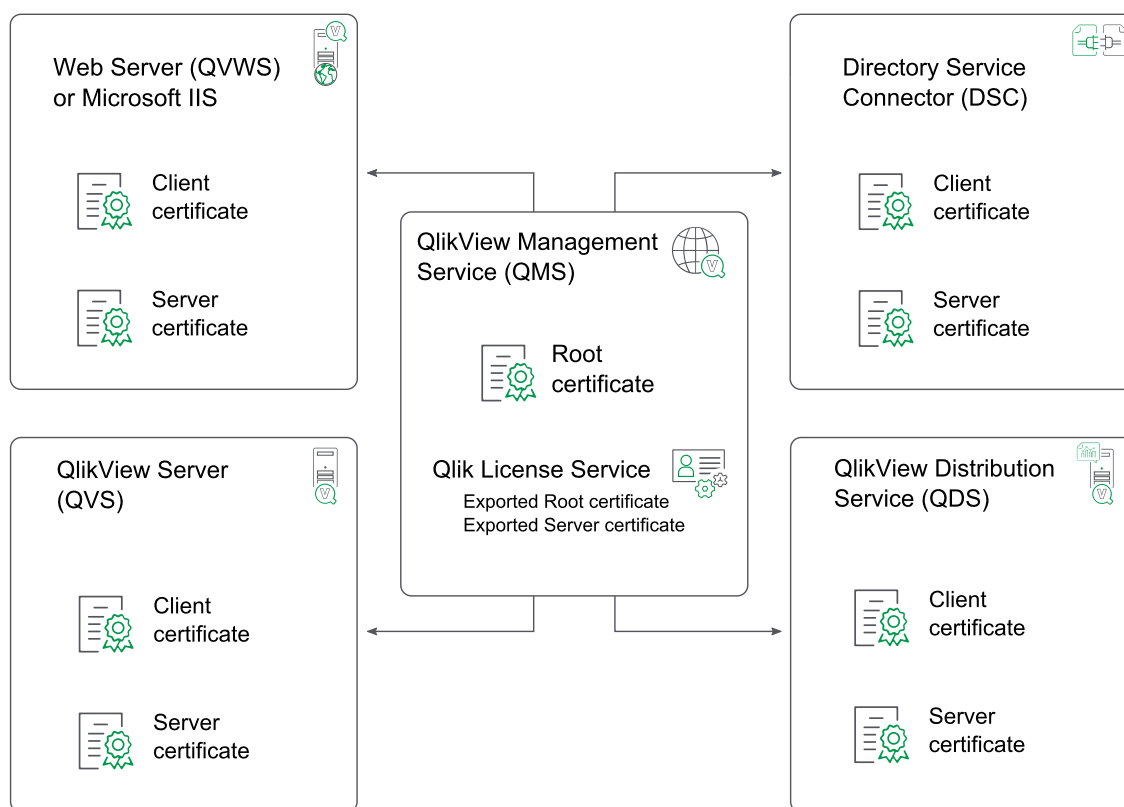 Web Server (QVWS)
or Microsoft IIS
Client
certificate
Server
certificate
Directory Service
Connector (DSC)
Client
certificate
Server
certificate
QlikView Management
Service (QMS)
Root
certificate
Qlik License Service
Exported Root certificate
Exported Server certificate
QlikView Server
(QVS)
Client
certificate
Server
certificate
QlikView Distribution
Service (QDS)
Client
certificate
Server
certificate